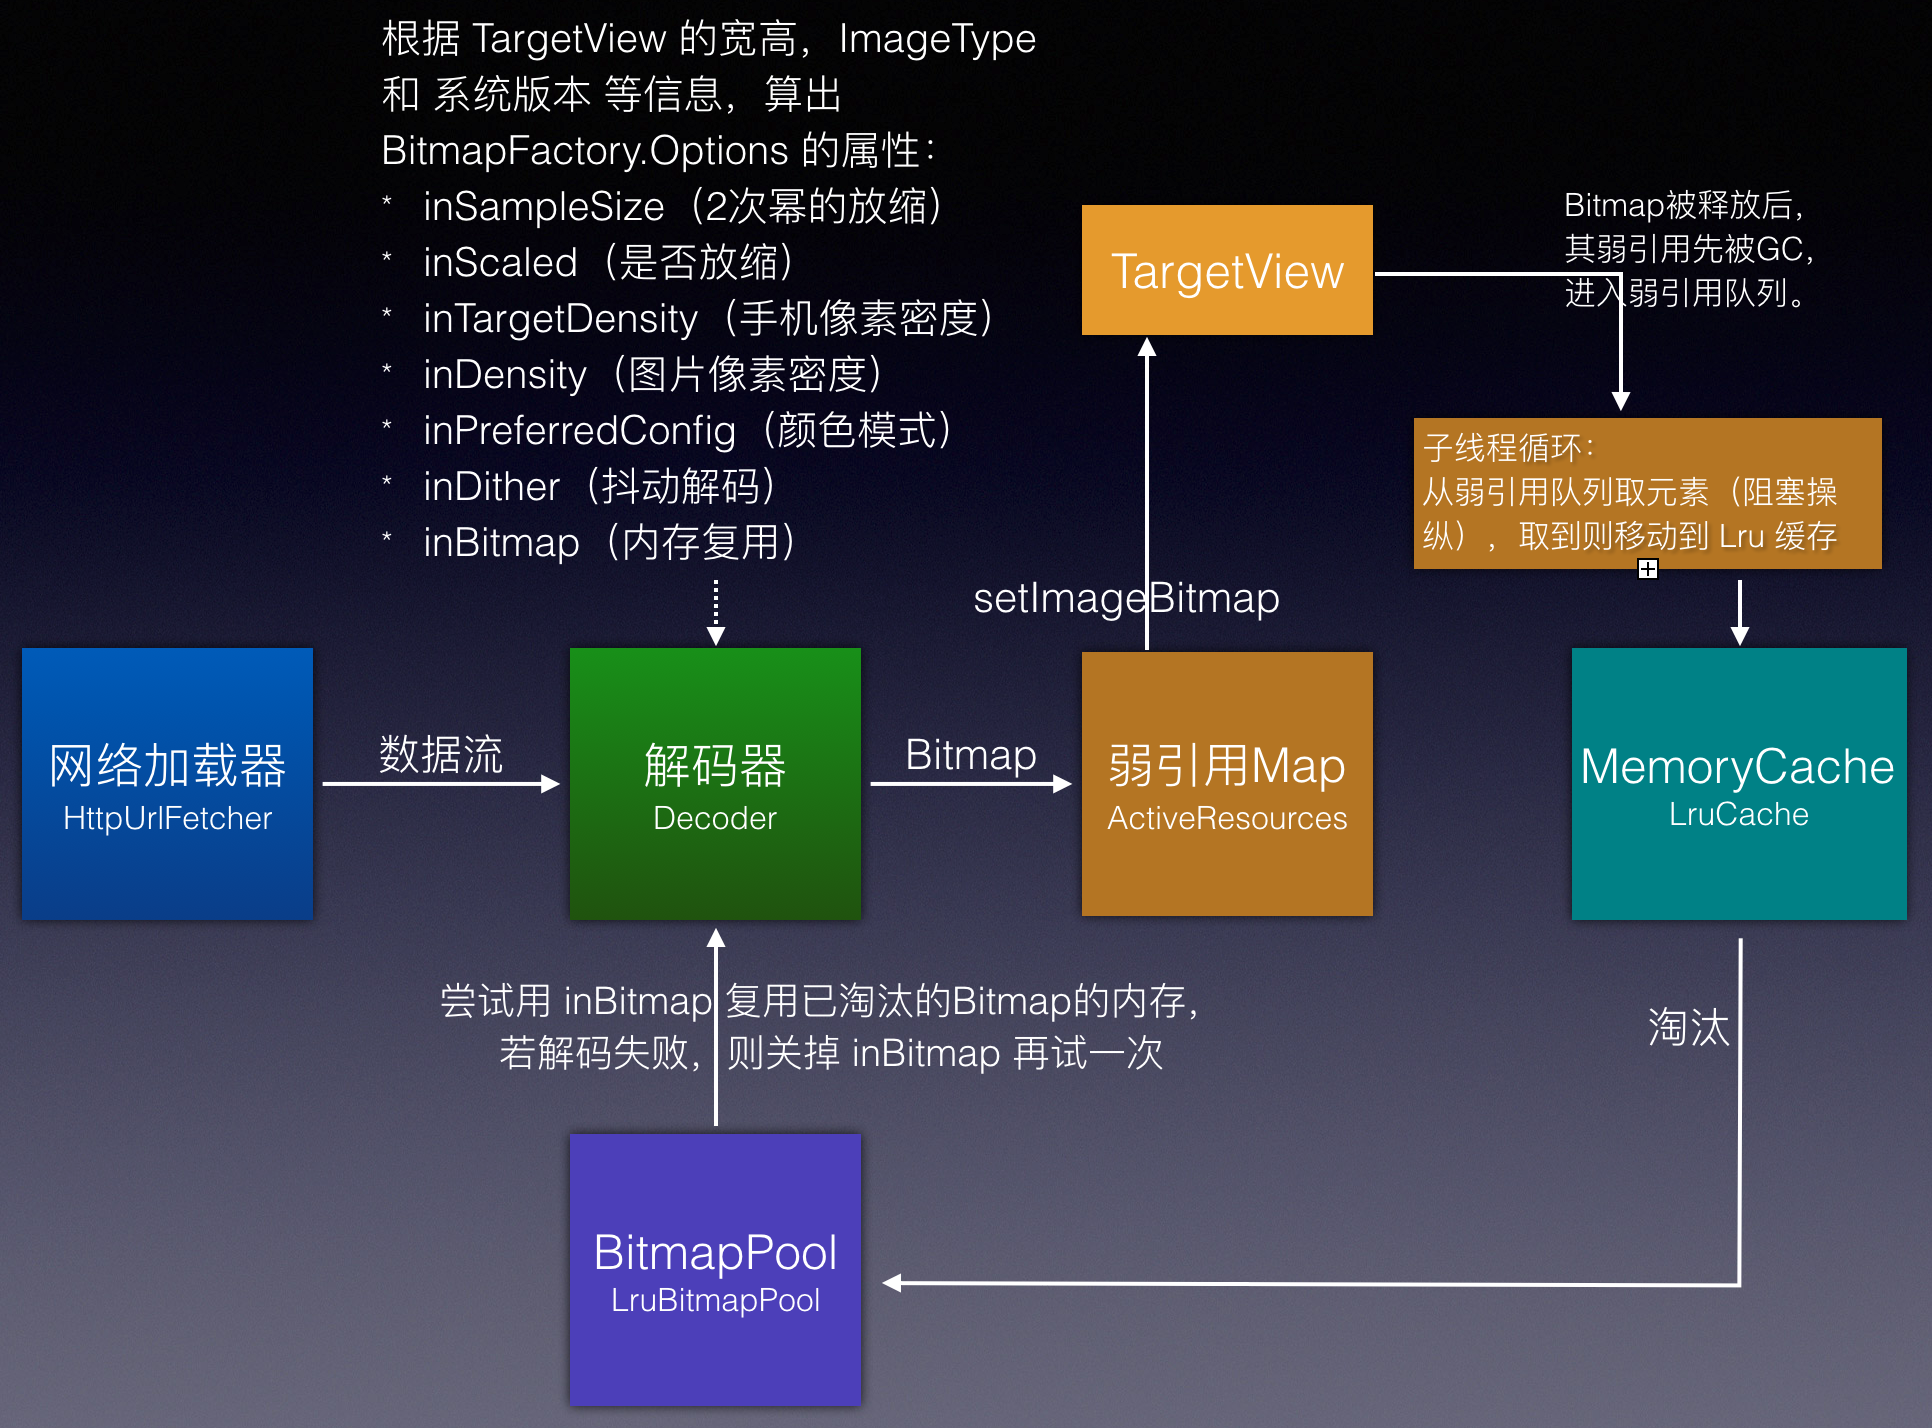 根据 TargetView 的宽高，ImageType
和 系统版本 等信息，算出
BitmapFactory.Options 的属性：
* inSampleSize（2次幂的放缩）
* inScaled（是否放缩）
* inTargetDensity（手机像素密度）
* inDensity（图片像素密度）
* inPreferredConfig（颜色模式）
* inDither（抖动解码）
* inBitmap（内存复用）
TargetView
Bitmap被释放后，
其弱引用先被GC，
进入弱引用队列。
子线程循环：
从弱引用队列取元素（阻塞操
纵），取到则移动到 Lru 缓存
setImageBitmap
网络加载器
HttpUrlFetcher
数据流
解码器
Decoder
Bitmap
弱引用Map
ActiveResources
MemoryCache
LruCache
尝试用 inBitmap 复用已淘汰的Bitmap的内存，
若解码失败，则关掉 inBitmap 再试一次
淘汰
BitmapPool
LruBitmapPool